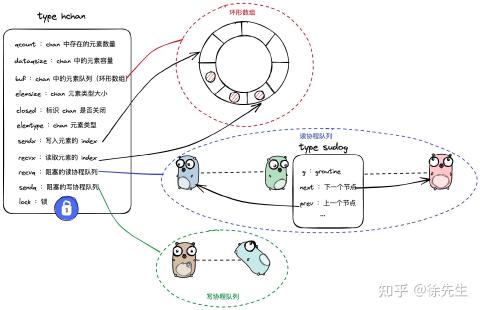 type hchan
qcount : chan 中存在的元素数量
dataqsize : chan 中的元素容量
buf : chan 中的元素队列 (环形数组)
elemsize : chan 元素类型大小
closed : 标识 chan 是否关闭
elemtype : chan 元素类型
sendx : 写入元素的 index
recvx : 读取元素的 index
recvq : 阻塞的读协程队列
sendq : 阻塞的写协程队列
lock : 锁
环形数组
读协程队列
type sudog
g : goroutine
next : 下一个节点
prev : 上一个节点
...
写协程队列
知乎 @徐先生